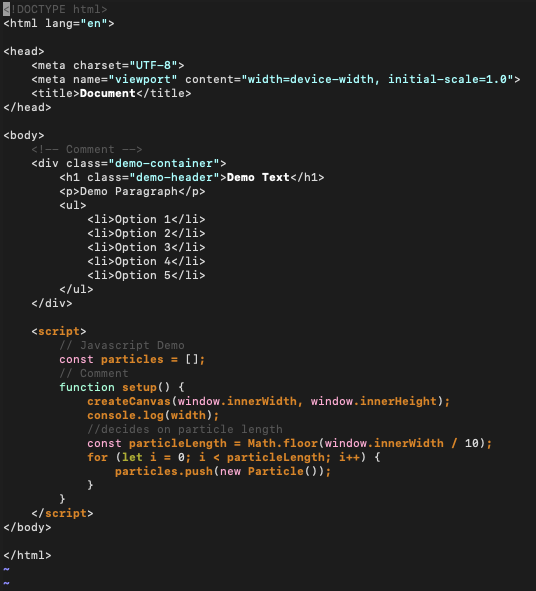 <!DOCTYPE html>
<html lang="en">
<head>
<meta charset="UTF-8">
<meta name="viewport" content="width=device-width, initial-scale=1.0">
<title>Document</title>
</head>
<body>
<!-- Comment -->
<div class="demo-container">
<h1 class="demo-header">Demo Text</h1>
<p>Demo Paragraph</p>
<ul>
<li>Option 1</li>
<li>Option 2</li>
<li>Option 3</li>
<li>Option 4</li>
<li>Option 5</li>
</ul>
</div>
<script>
// Javascript Demo
const particles = [];
// Comment
function setup() {
createCanvas(window.innerWidth, window.innerHeight);
console.log(width);
//decides on particle length
const particleLength = Math.floor(window.innerWidth / 10);
for (let i = 0; i < particleLength; i++) {
particles.push(new Particle());
}
}
</script>
</body>
</html>
~
~